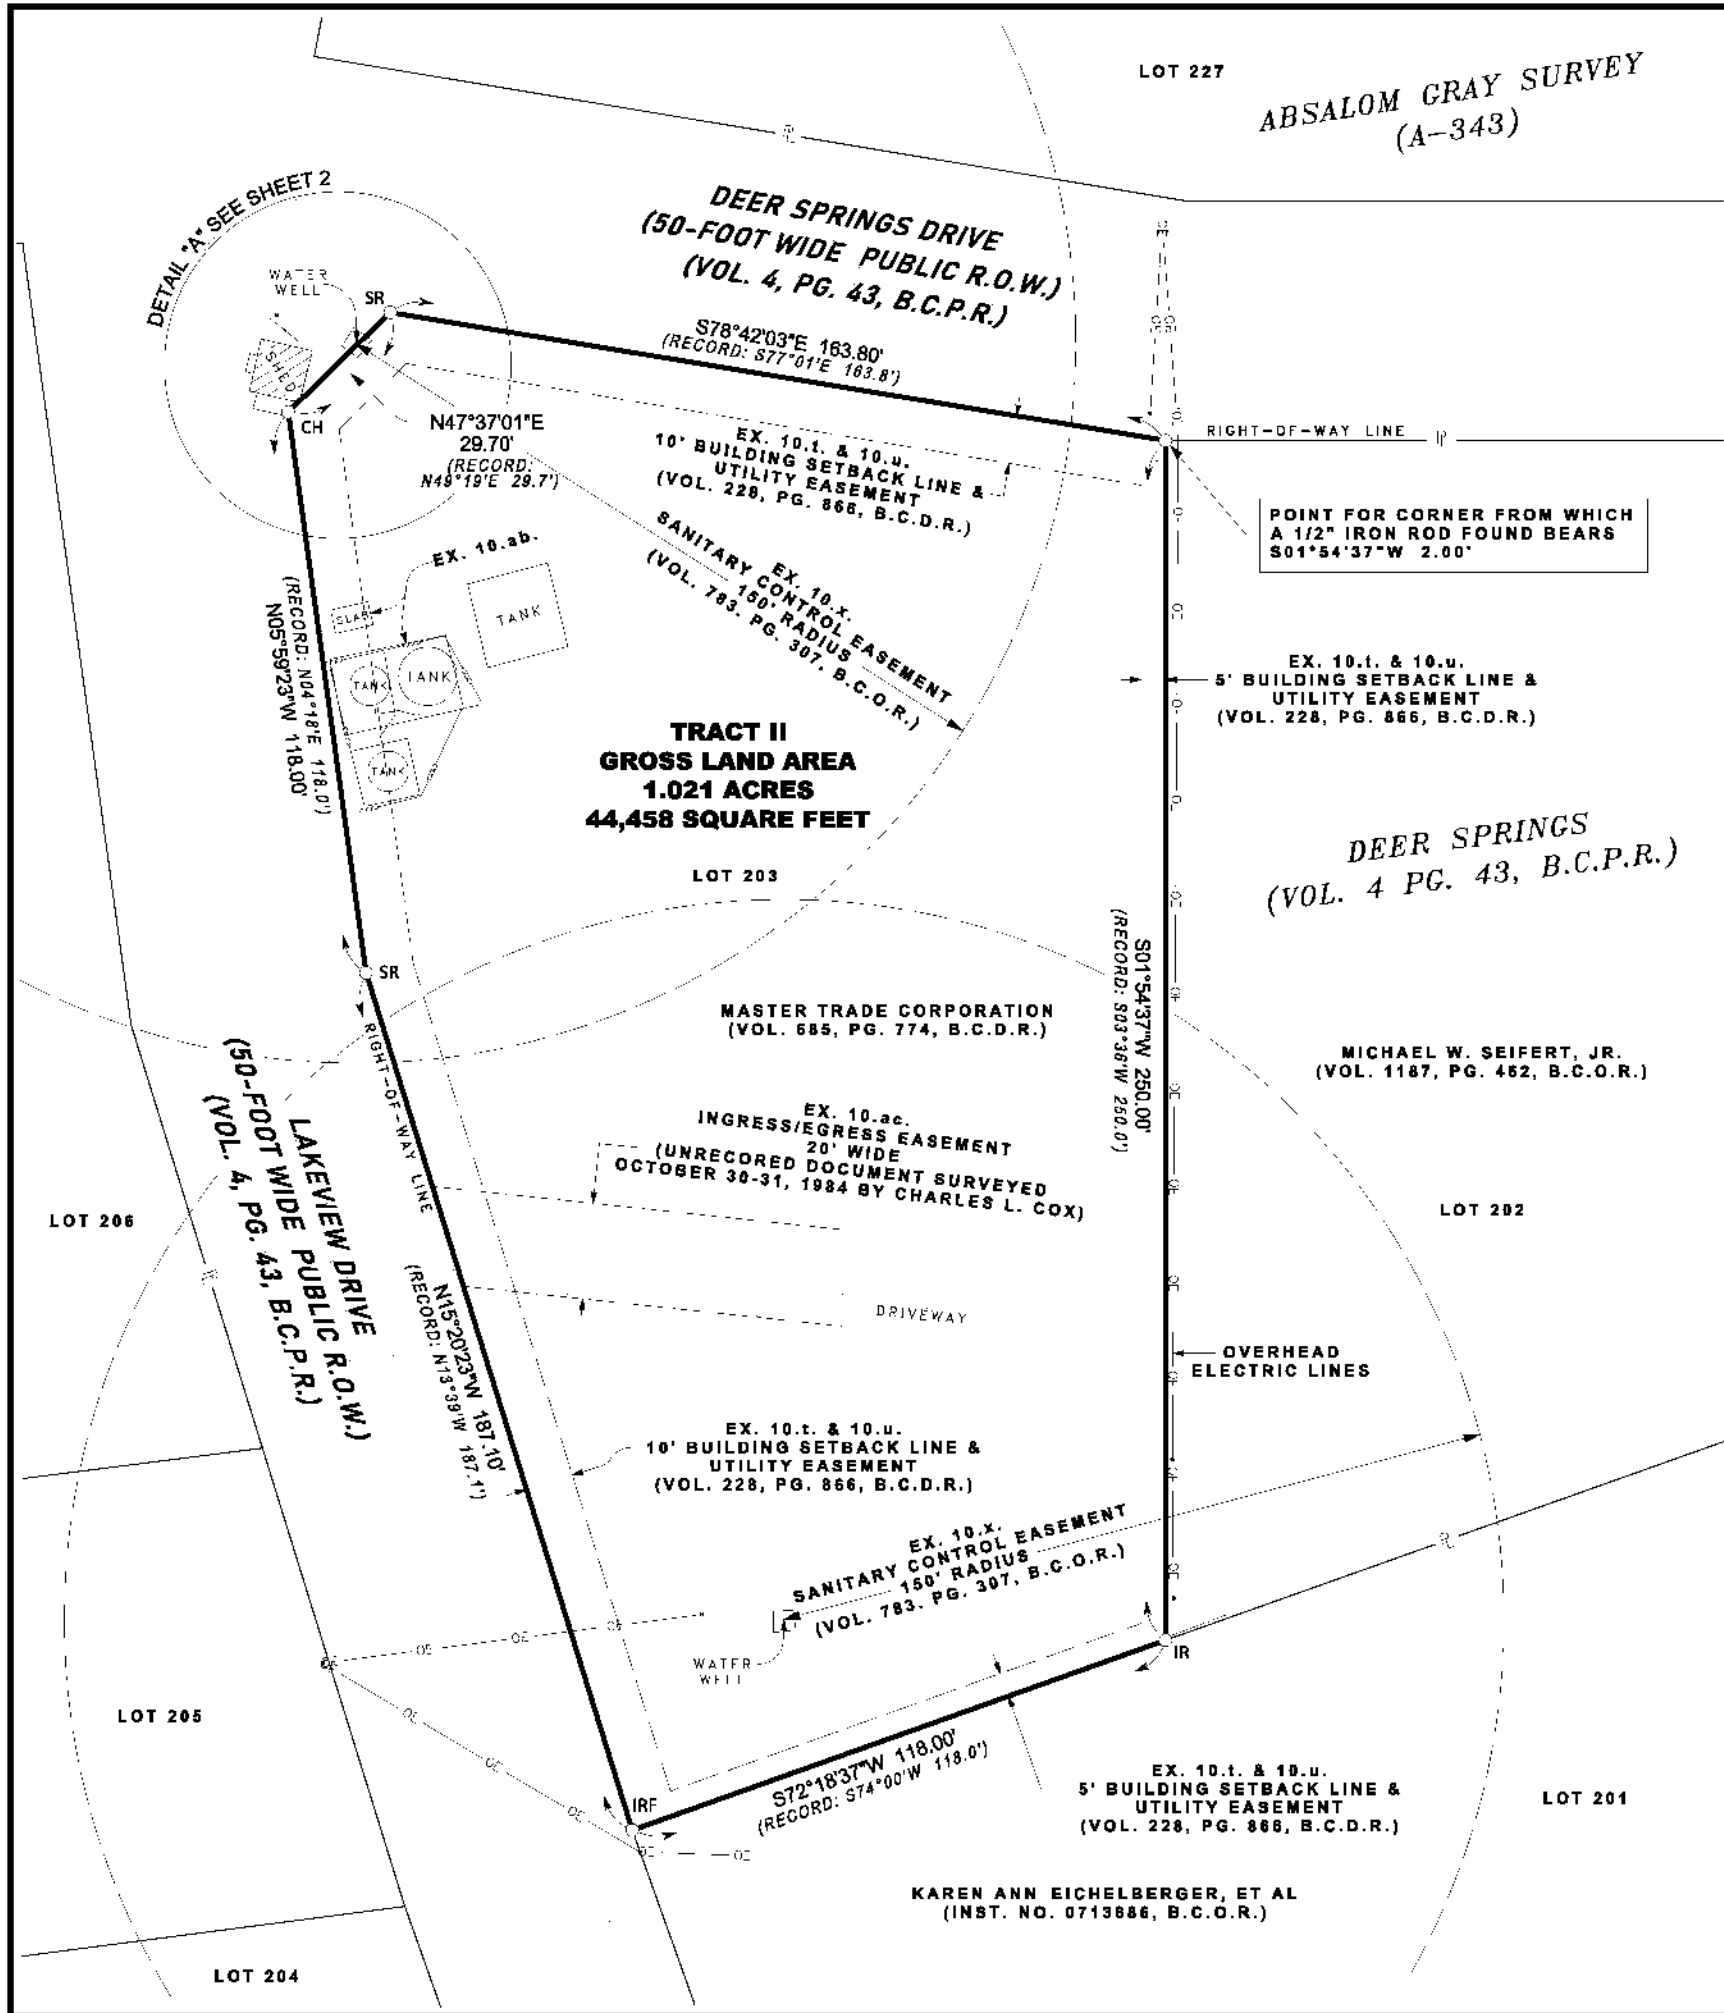 LOT 227
ABSALOM GRAY SURVEY
(A-343)
DETAIL "A" SEE SHEET 2
DEER SPRINGS DRIVE
(50-FOOT WIDE PUBLIC R.O.W.)
(VOL. 4, PG. 43, B.C.P.R.)
WATER
WELL
SR
SHED
CH
S78°42'03"E 163.80'
(RECORD: S77°01'E 163.8')
N47°37'01"E
29.70'
(RECORD:
N49°19'E 29.7')
RIGHT-OF-WAY LINE
EX. 10.t. & 10.u.
10' BUILDING SETBACK LINE &
UTILITY EASEMENT
(VOL. 228, PG. 866, B.C.D.R.)
POINT FOR CORNER FROM WHICH
A 1/2" IRON ROD FOUND BEARS
S01°54'37"W 2.00'
EX. 10.x.
SANITARY CONTROL EASEMENT
150' RADIUS
(VOL. 783. PG. 307, B.C.O.R.)
EX. 10.ab.
SLAB
TANK
TANK
TANK
TANK
(RECORD: N04°18'E 118.0')
N05°59'23"W 118.00'
EX. 10.t. & 10.u.
5' BUILDING SETBACK LINE &
UTILITY EASEMENT
(VOL. 228, PG. 866, B.C.D.R.)
TRACT II
GROSS LAND AREA
1.021 ACRES
44,458 SQUARE FEET
LOT 203
DEER SPRINGS
(VOL. 4 PG. 43, B.C.P.R.)
SR
S01°54'37"W 250.00'
(RECORD: S03°36'W 250.0')
MASTER TRADE CORPORATION
(VOL. 685, PG. 774, B.C.D.R.)
MICHAEL W. SEIFERT, JR.
(VOL. 1187, PG. 462, B.C.O.R.)
RIGHT-OF-WAY LINE
LAKEVIEW DRIVE
(50-FOOT WIDE PUBLIC R.O.W.)
(VOL. 4, PG. 43, B.C.P.R.)
EX. 10.ac.
INGRESS/EGRESS EASEMENT
20' WIDE
(UNRECORED DOCUMENT SURVEYED
OCTOBER 30-31, 1984 BY CHARLES L. COX)
LOT 206
LOT 202
DRIVEWAY
N15°20'23"W 187.10'
(RECORD: N13°39'W 187.1')
OVERHEAD
ELECTRIC LINES
EX. 10.t. & 10.u.
10' BUILDING SETBACK LINE &
UTILITY EASEMENT
(VOL. 228, PG. 866, B.C.D.R.)
EX. 10.x.
SANITARY CONTROL EASEMENT
150' RADIUS
(VOL. 783. PG. 307, B.C.O.R.)
WATER
WELL
IR
LOT 205
S72°18'37"W 118.00'
(RECORD: S74°00'W 118.0')
IRF
EX. 10.t. & 10.u.
5' BUILDING SETBACK LINE &
UTILITY EASEMENT
(VOL. 228, PG. 866, B.C.D.R.)
LOT 201
KAREN ANN EICHELBERGER, ET AL
(INST. NO. 0713686, B.C.O.R.)
LOT 204